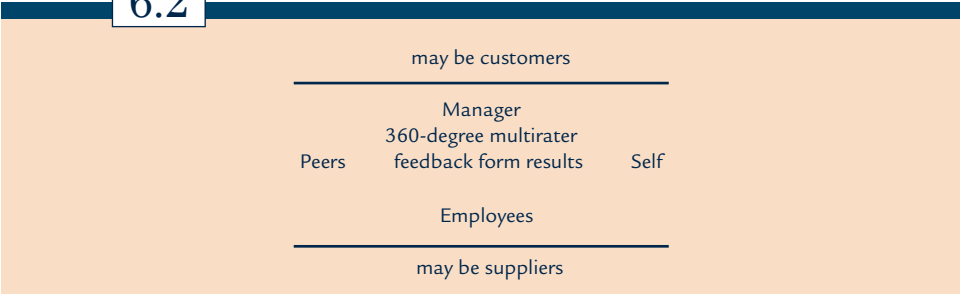 6.2
may be customers
Manager
360-degree multirater
Peers feedback form results Self
Employees
may be suppliers